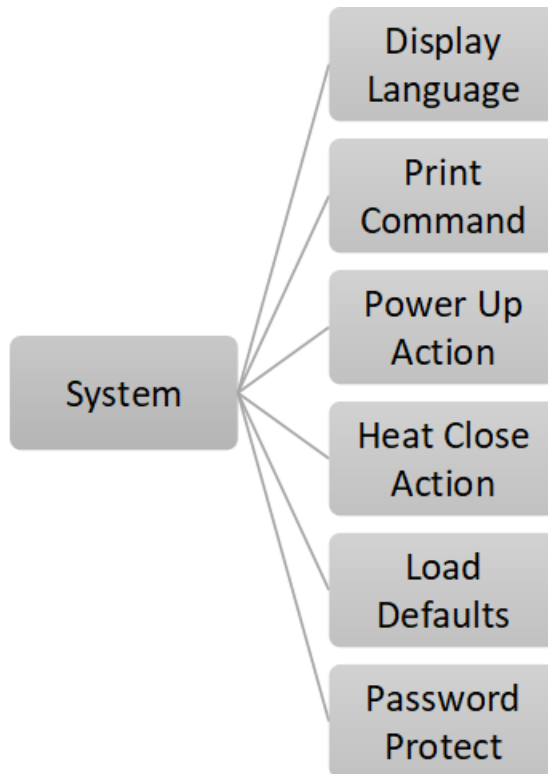 Display
Language
Print
Command
Power Up
Action
System
Heat Close
Action
Load
Defaults
Password
Protect